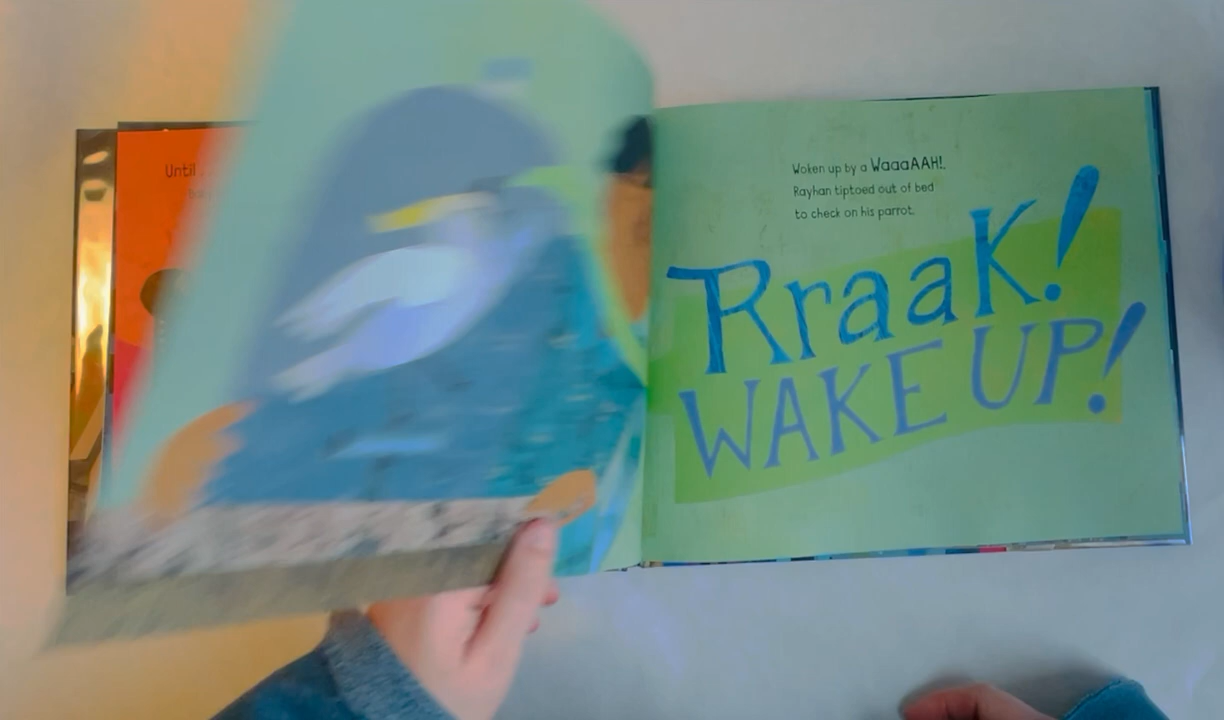 Until
Woken up by a WaaaAAH!,
Rayhan tiptoed out of bed
to check on his parrot.
RraaK!
WAKE UP!